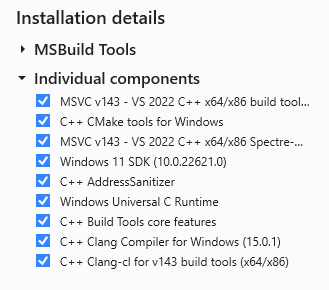 Installation details
MSBuild Tools
Individual components
MSVC v143 - VS 2022 C++ x64/x86 build tool...
C++ CMake tools for Windows
MSVC v143 - VS 2022 C++ x64/x86 Spectre-...
Windows 11 SDK (10.0.22621.0)
C++ AddressSanitizer
Windows Universal C Runtime
C++ Build Tools core features
C++ Clang Compiler for Windows (15.0.1)
C++ Clang-cl for v143 build tools (x64/x86)